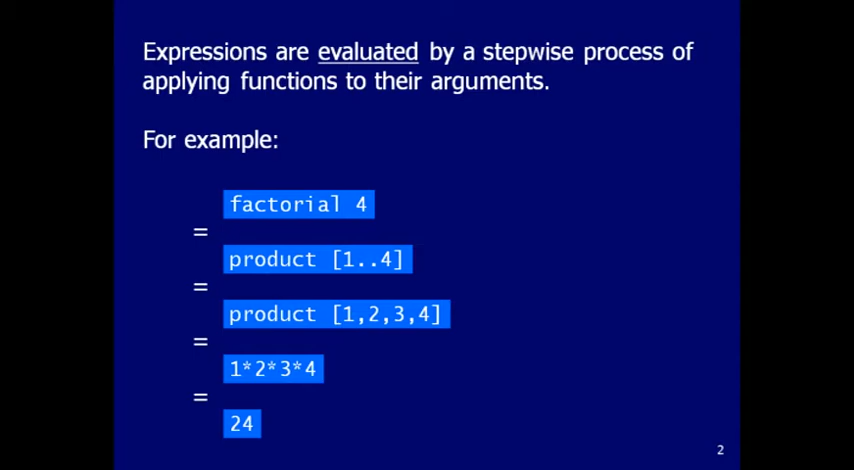 Expressions are evaluated by a stepwise process of
applying functions to their arguments.
For example:
factorial 4
=
product [1..4]
=
product [1,2,3,4]
=
1*2*3*4
=
24
2